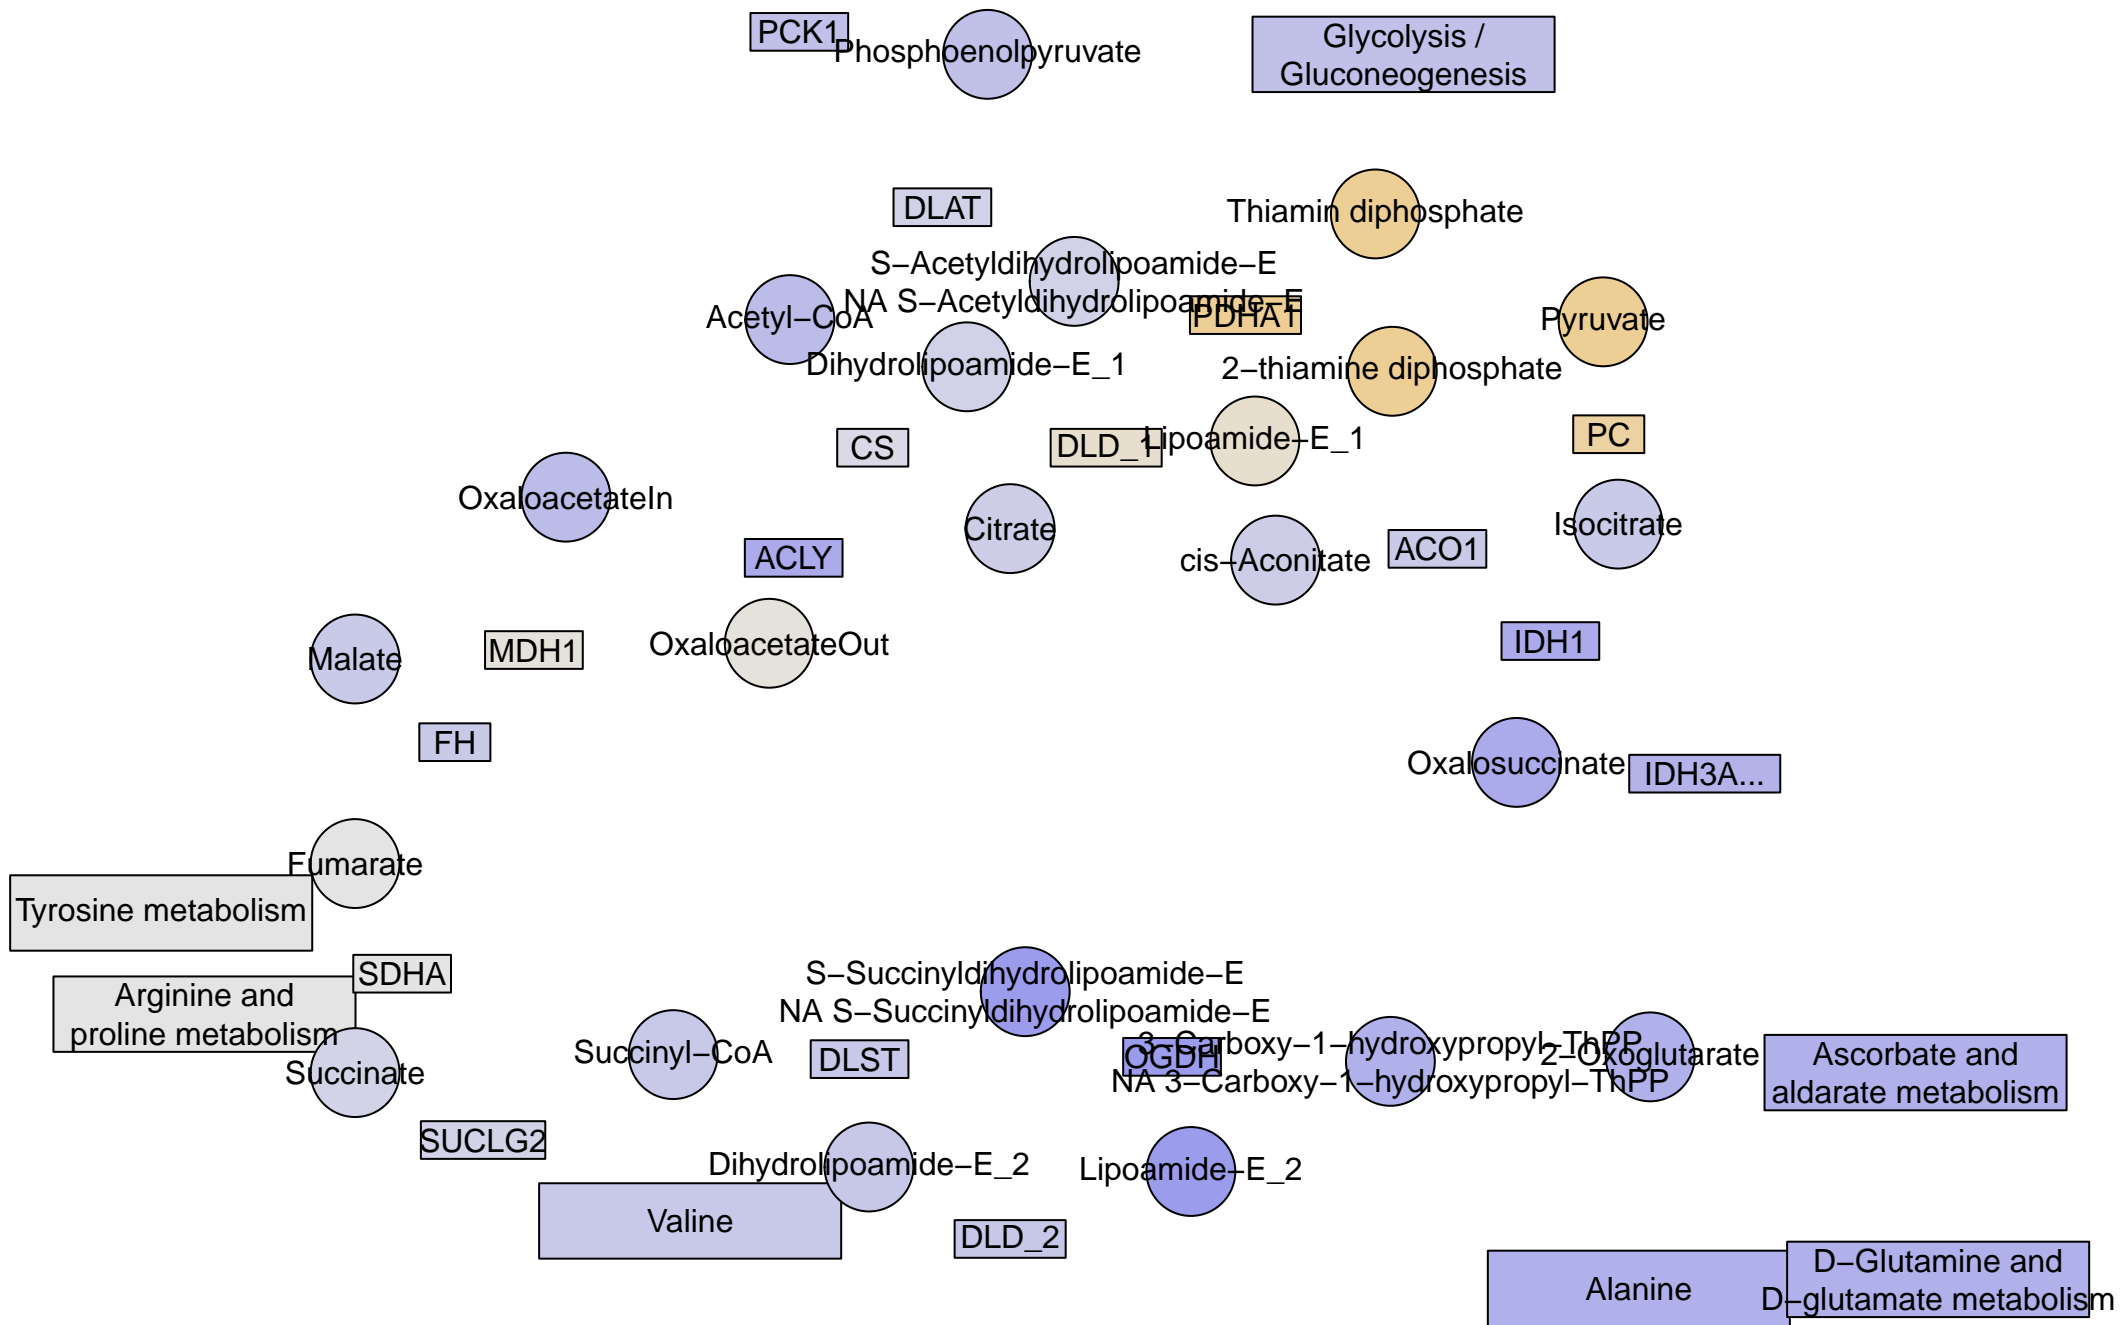 PCK1
Phosphoenolpyruvate
Glycolysis /
Gluconeogenesis
DLAT
Thiamin diphosphate
S−Acetyldihydrolipoamide−E
NA S−Acetyldihydrolipoamide−E
Acetyl−CoA
PDHA1
Pyruvate
Dihydrolipoamide−E_1
2−thiamine diphosphate
CS
DLD_1
Lipoamide−E_1
PC
OxaloacetateIn
Citrate
Isocitrate
ACLY
cis−Aconitate
ACO1
Malate
MDH1
OxaloacetateOut
IDH1
FH
Oxalosuccinate
IDH3A...
Fumarate
Tyrosine metabolism
SDHA
Arginine and
proline metabolism
S−Succinyldihydrolipoamide−E
NA S−Succinyldihydrolipoamide−E
Succinate
Succinyl−CoA
DLST
OGDH
3−Carboxy−1−hydroxypropyl−ThPP
NA 3−Carboxy−1−hydroxypropyl−ThPP
2−Oxoglutarate
Ascorbate and
aldarate metabolism
SUCLG2
Dihydrolipoamide−E_2
Lipoamide−E_2
Valine
DLD_2
Alanine
D−Glutamine and
D−glutamate metabolism